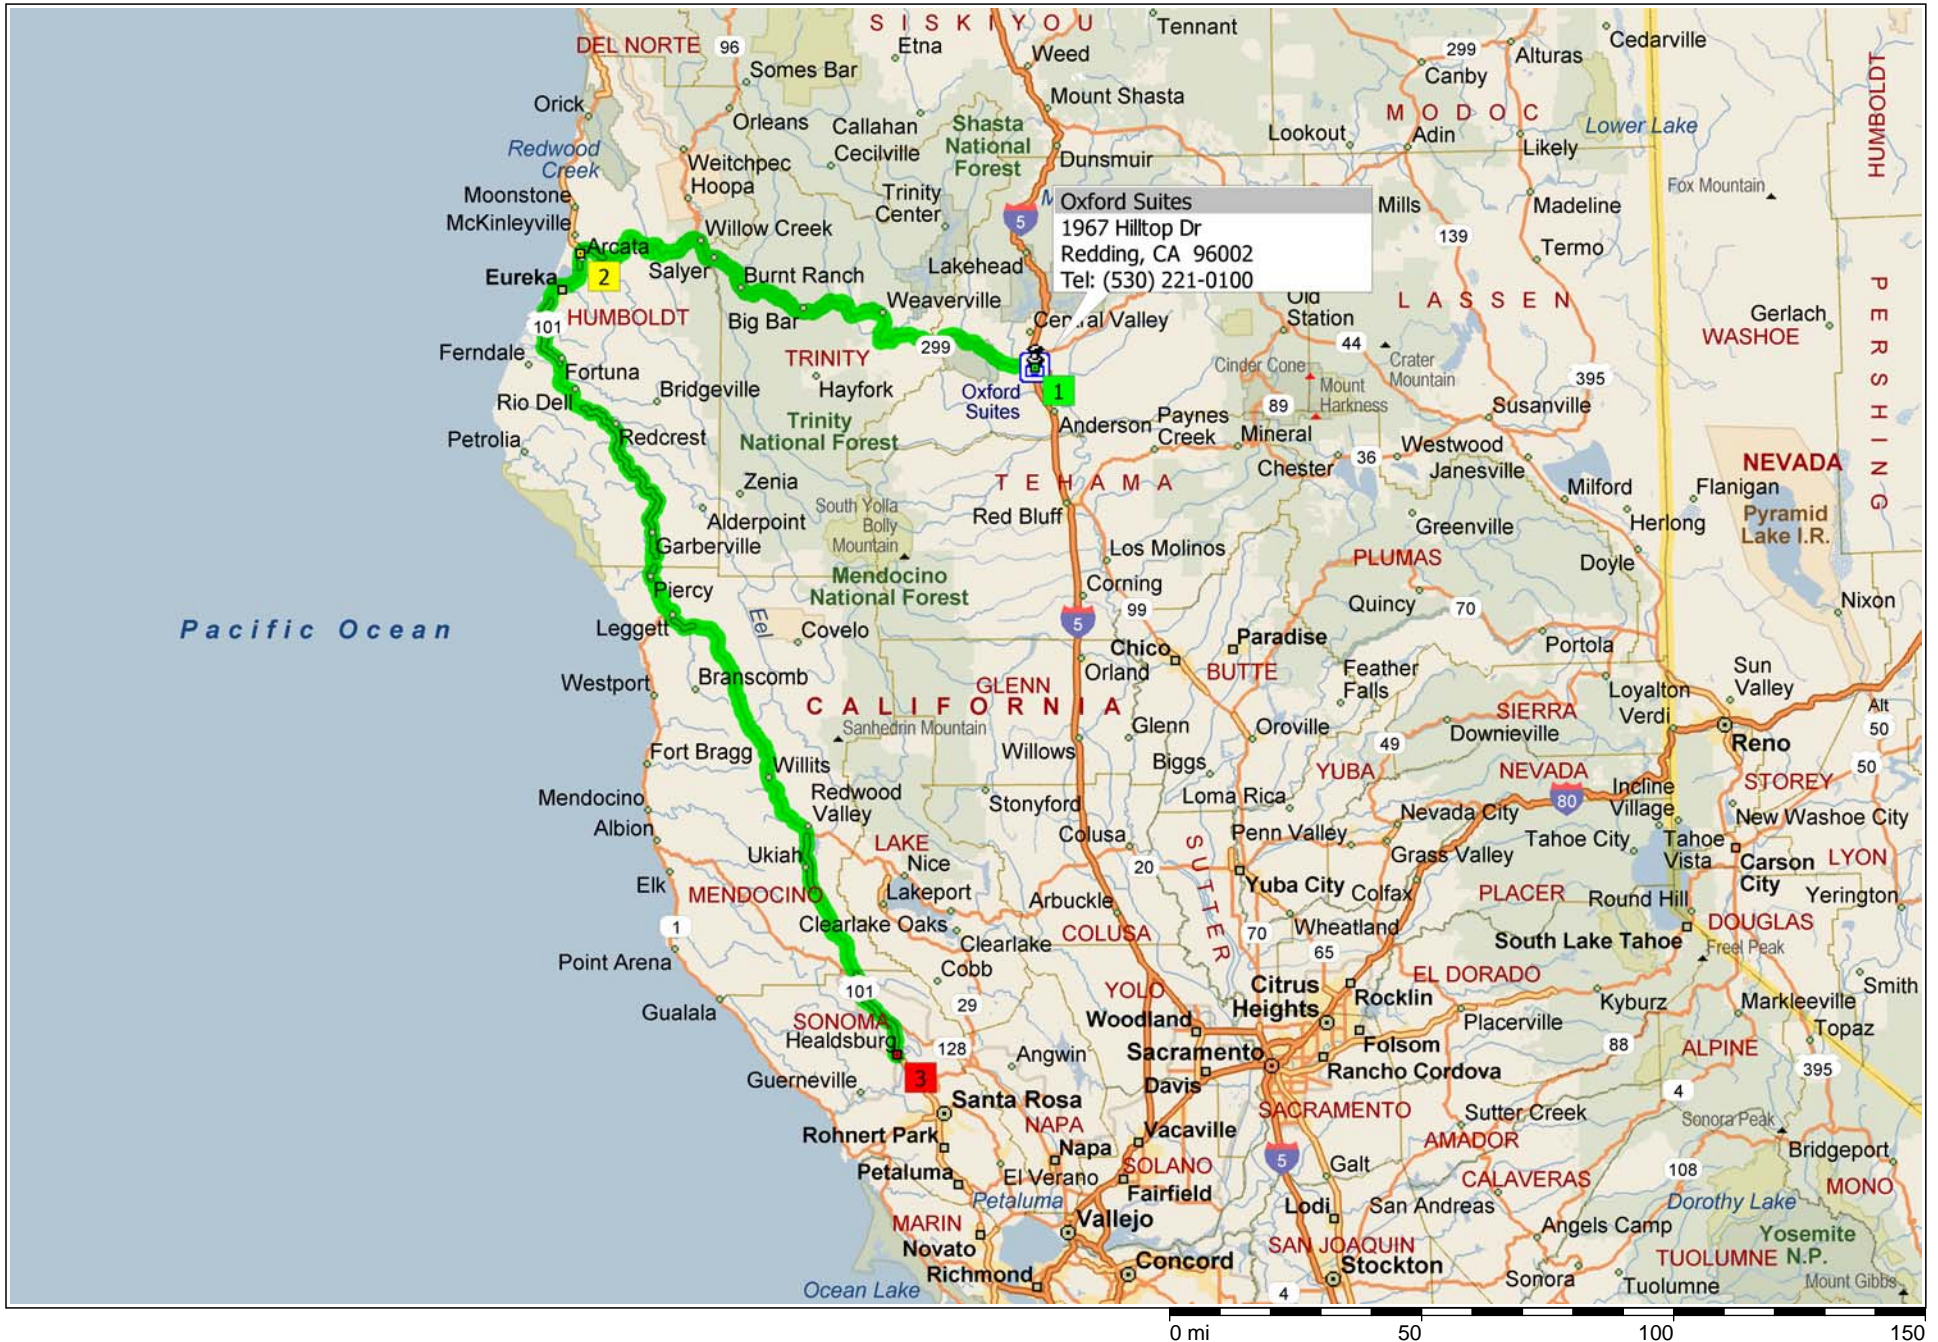 SISKIYOU
Tennant
DEL NORTE
96
Etna
Weed
299
Alturas
Cedarville
Somes Bar
Canby
HUMBOLDT
Orick
Mount Shasta
MODOC
Orleans
Callahan
Shasta
National
Forest
Lookout
Adin
Lower Lake
Redwood
Creek
Weitchpec
Cecilville
Dunsmuir
Likely
Hoopa
Moonstone
Trinity
Center
M
Oxford Suites
1967 Hilltop Dr
Redding, CA 96002
Tel: (530) 221-0100
Mills
Madeline
Fox Mountain
McKinleyville
Willow Creek
5
139
Arcata
Termo
2
Salyer
Burnt Ranch
Lakehead
Eureka
PERSHING
Weaverville
Old
Station
LASSEN
101
HUMBOLDT
Big Bar
Central Valley
Gerlach
WASHOE
Ferndale
TRINITY
299
44
Crater
Mountain
Cinder Cone
Fortuna
Hayfork
Oxford
Suites
1
Mount
Harkness
395
Bridgeville
Rio Dell
89
Susanville
Trinity
National Forest
Anderson
Paynes
Creek
Mineral
Petrolia
Redcrest
36
Westwood
Chester
Janesville
NEVADA
Zenia
TEHAMA
Milford
Flanigan
South Yolla
Bolly
Mountain
Red Bluff
Greenville
Herlong
Pyramid
Lake I.R.
Alderpoint
Garberville
Los Molinos
PLUMAS
Doyle
Mendocino
National Forest
Corning
Piercy
99
Quincy
70
Nixon
Pacific Ocean
Leggett
Eel
Covelo
5
Paradise
Chico
Portola
Orland
BUTTE
Feather
Falls
Sun
Valley
Westport
Branscomb
GLENN
Loyalton
CALIFORNIA
Verdi
SIERRA
Alt
50
Sanhedrin Mountain
Glenn
Oroville
Downieville
Fort Bragg
Willows
49
Reno
Willits
Biggs
YUBA
NEVADA
50
Mendocino
Redwood
Valley
Stonyford
Loma Rica
80
Incline
Village
STOREY
Albion
Colusa
Nevada City
New Washoe City
Ukiah
LAKE
Nice
SUTTER
Penn Valley
Grass Valley
Tahoe City
Tahoe
Vista
Carson
City
LYON
20
Elk
MENDOCINO
Lakeport
Arbuckle
Yuba City
Colfax
PLACER
Round Hill
Yerington
1
Clearlake Oaks
Clearlake
COLUSA
70
Wheatland
65
South Lake Tahoe
DOUGLAS
Freel Peak
Point Arena
Cobb
Citrus
Heights
EL DORADO
101
YOLO
Rocklin
Kyburz
Markleeville
Smith
Gualala
29
SONOMA
Woodland
Placerville
Topaz
Healdsburg
128
Angwin
Sacramento
Folsom
88
ALPINE
Guerneville
3
Davis
Rancho Cordova
395
4
Santa Rosa
SACRAMENTO
Sutter Creek
Sonora Peak
NAPA
Rohnert Park
Napa
Vacaville
AMADOR
Bridgeport
Petaluma
El Verano
SOLANO
5
Galt
108
Petaluma
Fairfield
CALAVERAS
MONO
Lodi
San Andreas
Dorothy Lake
MARIN
Vallejo
Angels Camp
Yosemite
N.P.
Novato
SAN JOAQUIN
TUOLUMNE
Richmond
Concord
Stockton
Sonora
Tuolumne
Mount Gibbs
Ocean Lake
4
0 mi
50
100
150